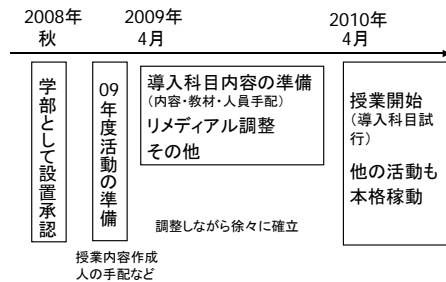 2008年
秋
2009年
4月
2010年
4月
学部として設置承認
09年度活動の準備
導入科目内容の準備
(内容・教材・人員手配)
リメディアル調整
その他
授業開始
(導入科目試
行)
他の活動も
本格稼動
調整しながら徐々に確立
授業内容作成
人の手配など